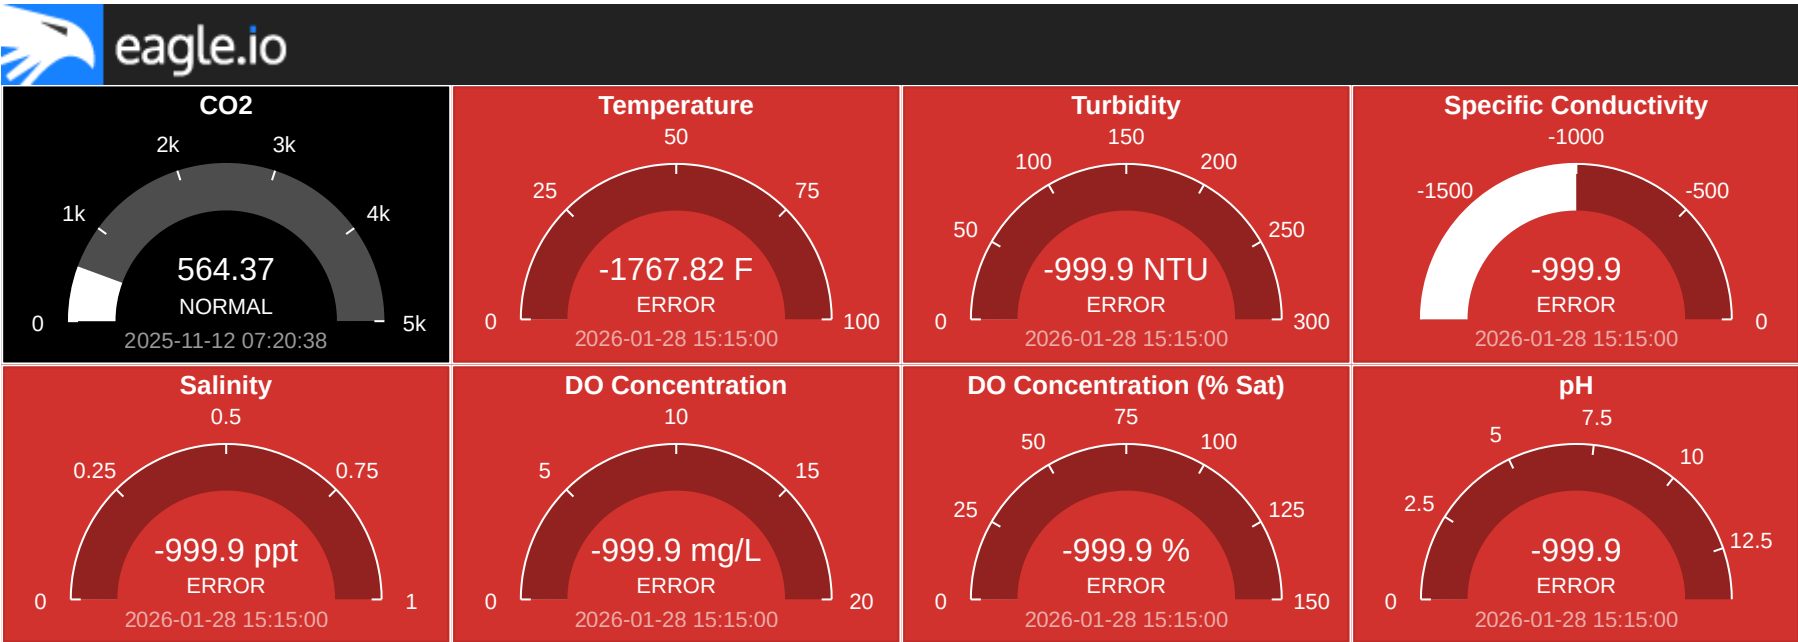 eagle.io
CO2
2k
3k
1k
4k
564.37
NORMAL
0
5k
2025-11-12 07:20:38
Temperature
50
25
75
-1767.82 F
ERROR
0
100
2026-01-28 15:15:00
Turbidity
150
100
200
50
250
-999.9 NTU
ERROR
0
300
2026-01-28 15:15:00
Specific Conductivity
-1000
-1500
-500
-999.9
ERROR
0
2026-01-28 15:15:00
Salinity
0.5
0.25
0.75
-999.9 ppt
ERROR
0
1
2026-01-28 15:15:00
DO Concentration
10
5
15
-999.9 mg/L
ERROR
0
20
2026-01-28 15:15:00
DO Concentration (% Sat)
75
50
100
25
125
-999.9 %
ERROR
0
150
2026-01-28 15:15:00
pH
7.5
5
10
2.5
12.5
-999.9
ERROR
0
2026-01-28 15:15:00